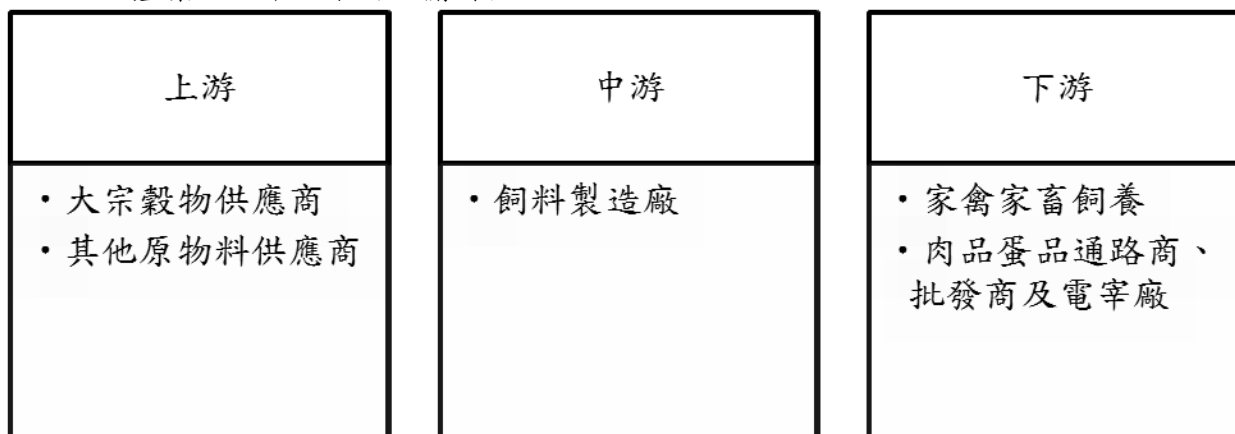 上游
・大宗穀物供應商
・其他原物料供應商
中游
・飼料製造廠
下游
・家禽家畜飼養
・肉品蛋品通路商、
批發商及電宰廠